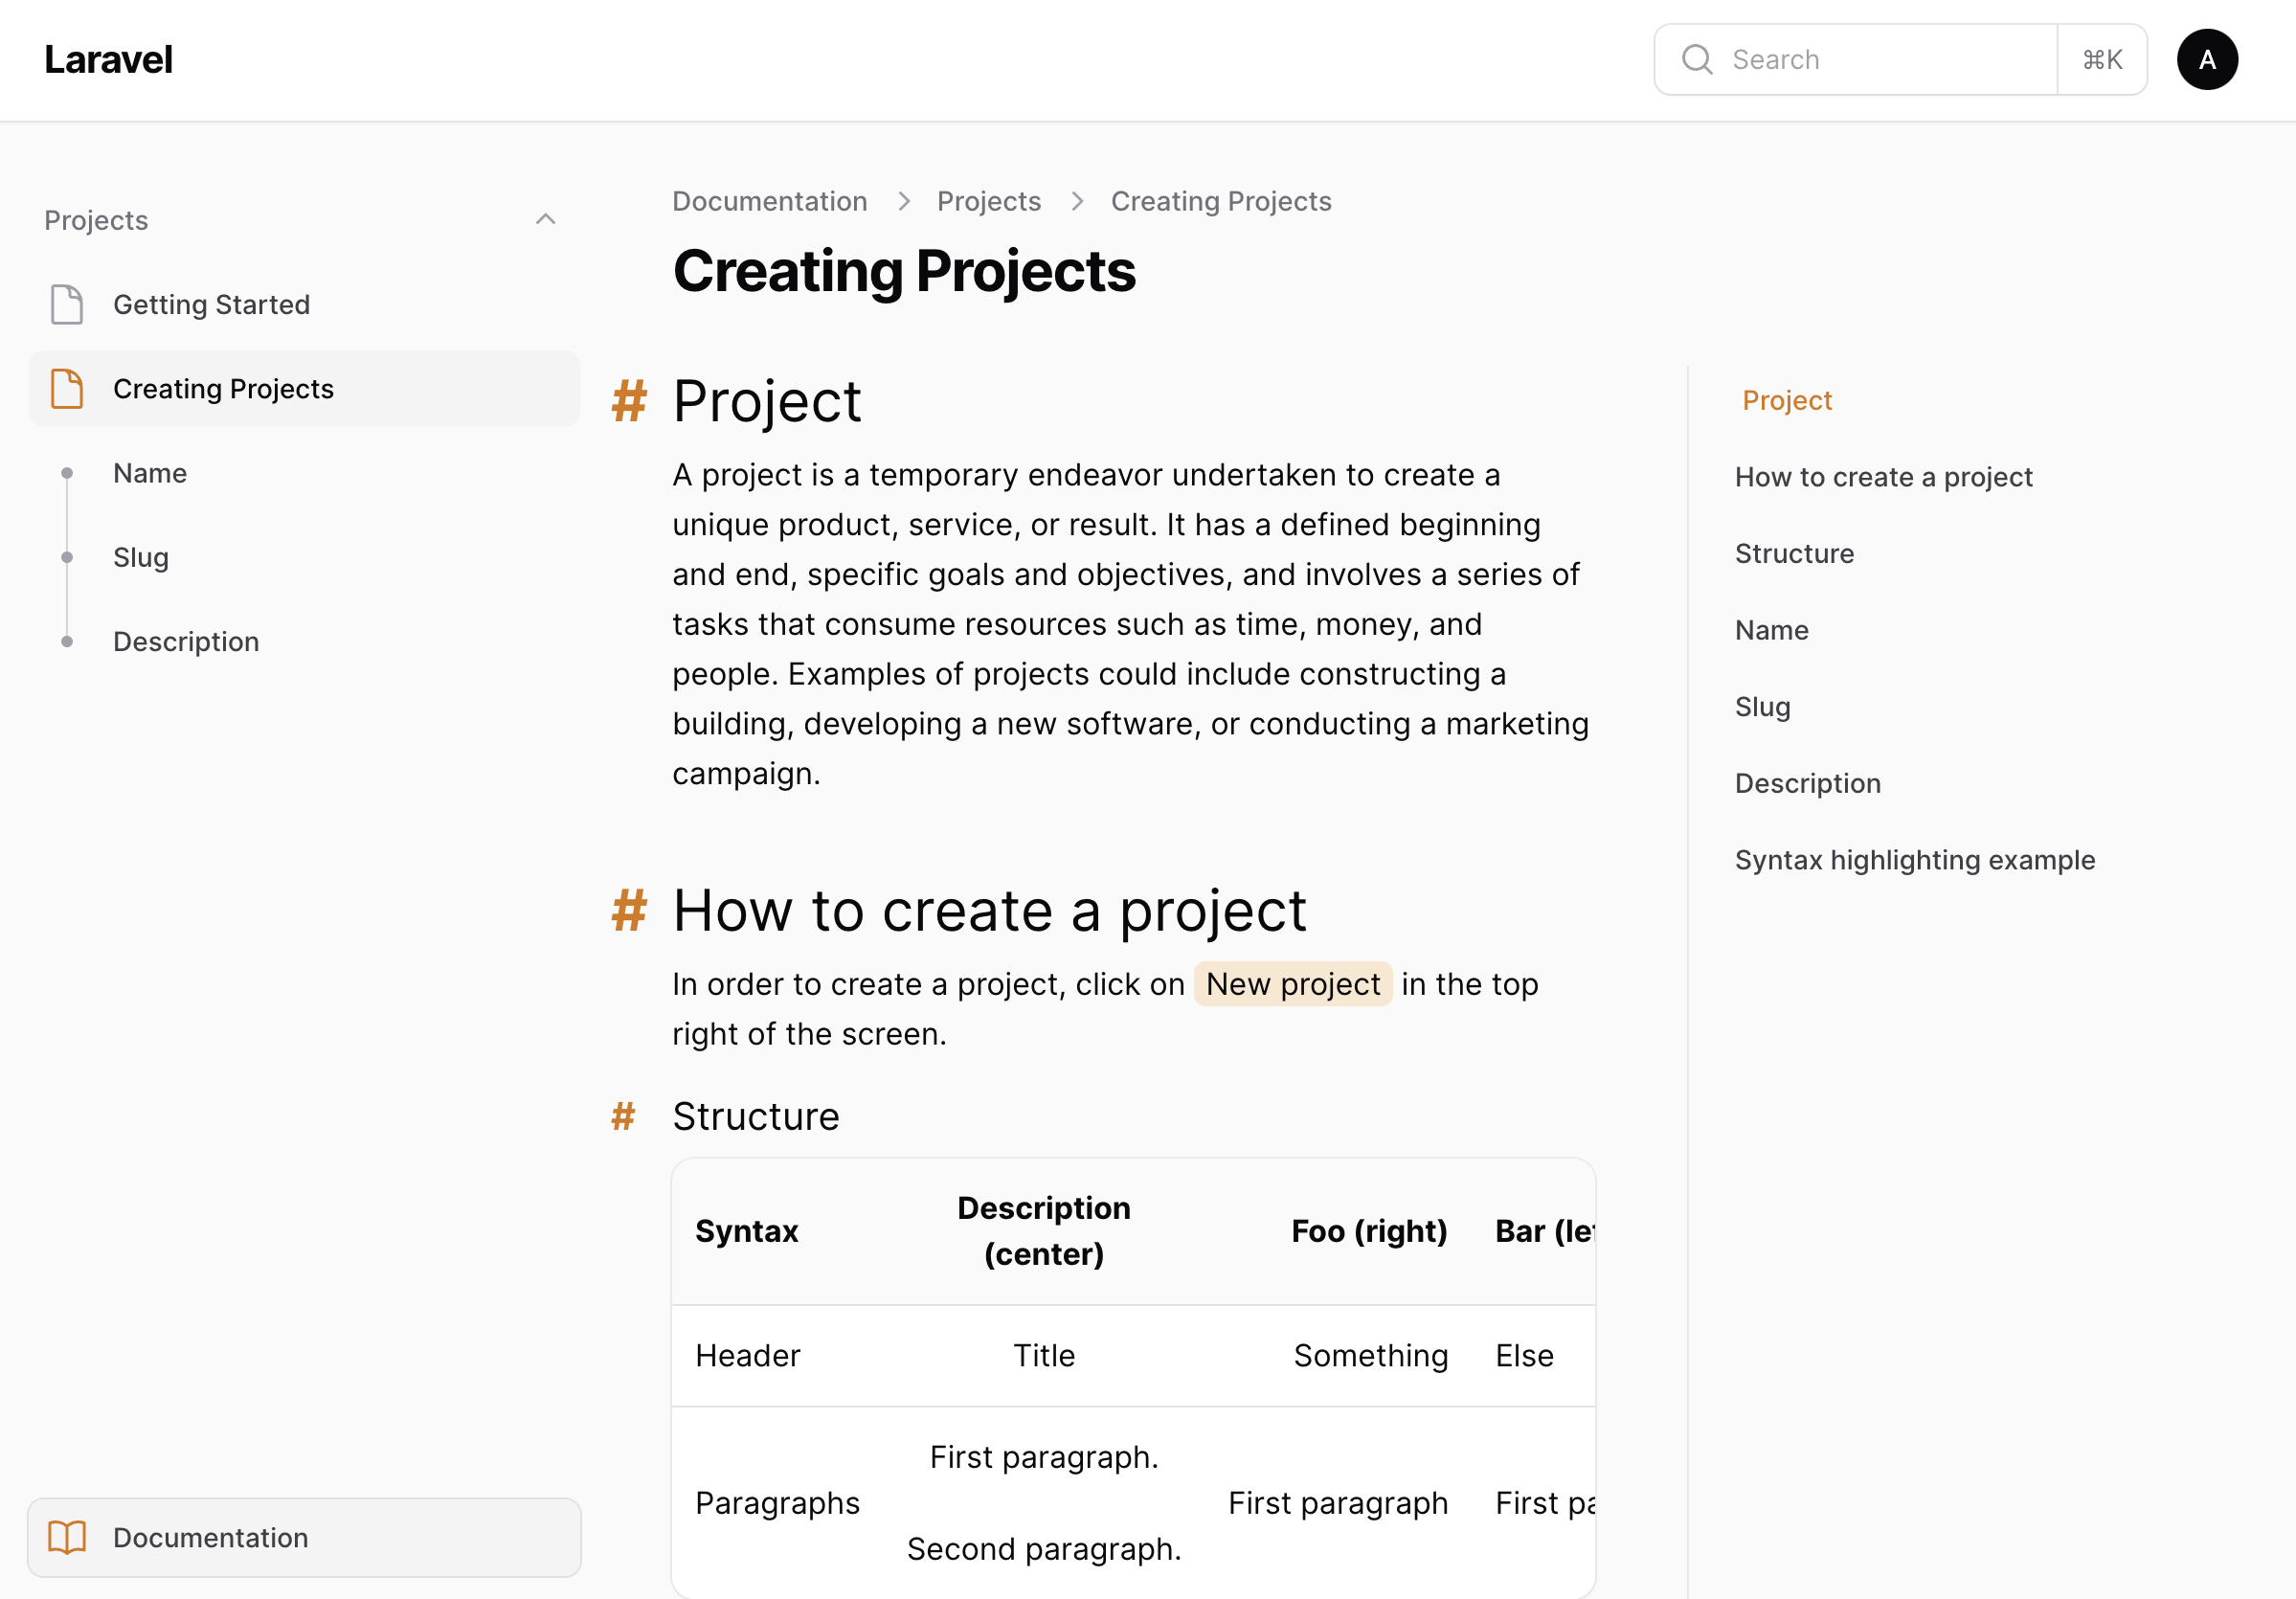 Laravel
Search
⌘K
A
Projects
Getting Started
Creating Projects
Name
Slug
Description
Documentation
Documentation > Projects > Creating Projects
Creating Projects
# Project
A project is a temporary endeavor undertaken to create a
unique product, service, or result. It has a defined beginning
and end, specific goals and objectives, and involves a series of
tasks that consume resources such as time, money, and
people. Examples of projects could include constructing a
building, developing a new software, or conducting a marketing
campaign.
# How to create a project
In order to create a project, click on New project in the top
right of the screen.
# Structure
Syntax Description (center) Foo (right) Bar (le
Header Title Something Else
First paragraph.
Paragraphs First paragraph First pa
Second paragraph.
Project
How to create a project
Structure
Name
Slug
Description
Syntax highlighting example